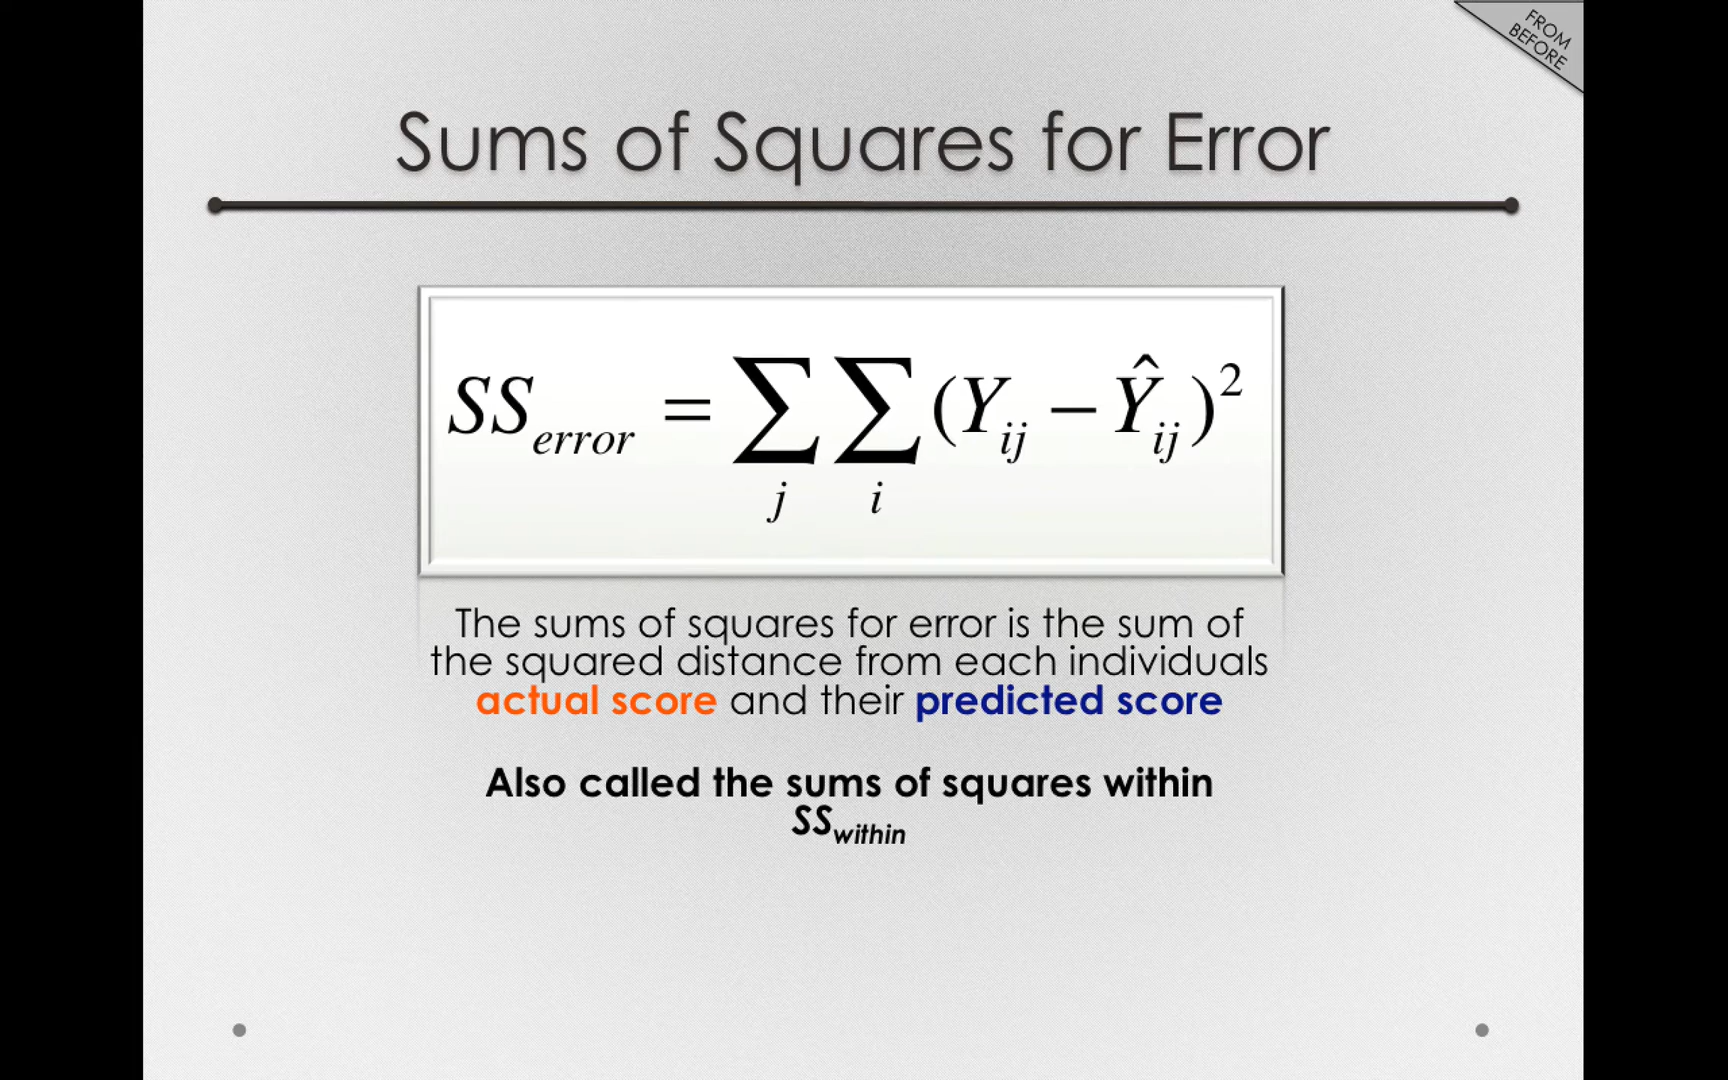 FROM
BEFORE
Sums of Squares for Error
SS_error = ∑_j ∑_i (Y_ij − Ŷ_ij)²
The sums of squares for error is the sum of
the squared distance from each individuals
actual score and their predicted score
Also called the sums of squares within
SS_within